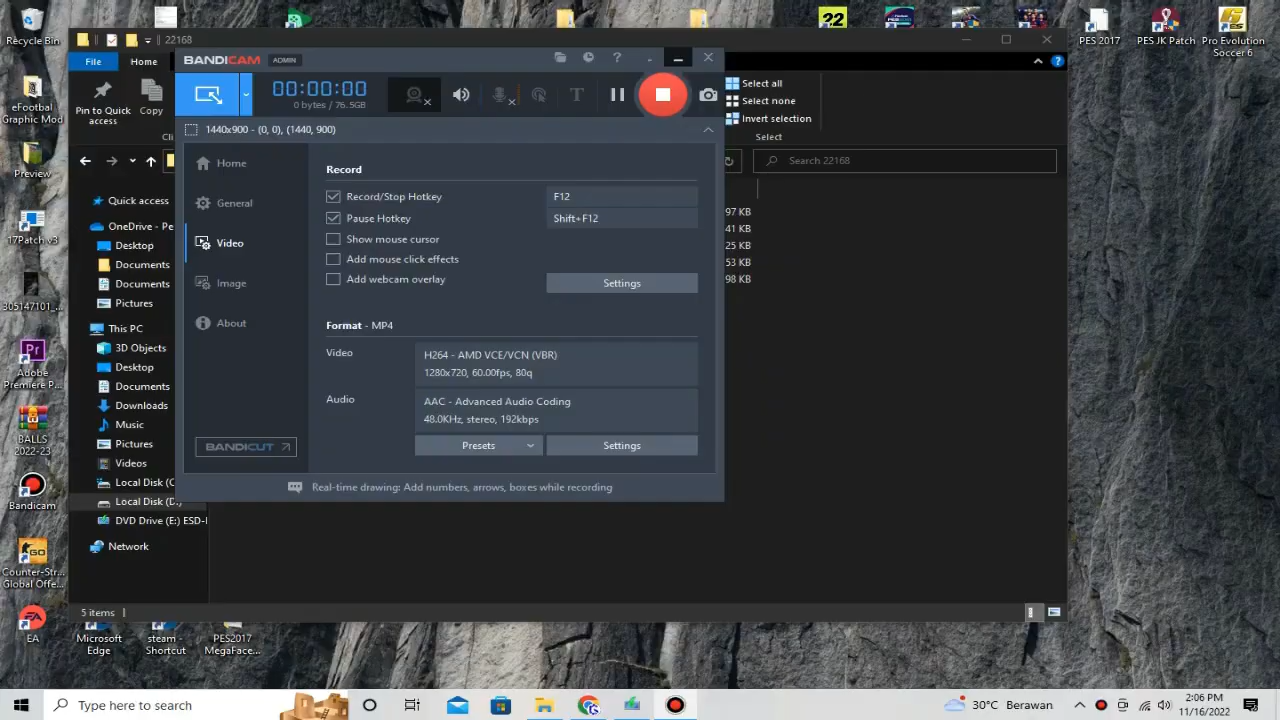 Recycle Bin
eFootbal
Graphic Mod
Preview
17Patch v3
305147101_...
Adobe
Premiere P...
BALLS
2022-23
Bandicam
Counter-Str...
Global Offe...
EA
Microsoft
Edge
steam -
Shortcut
PES2017
MegaFace...
PES 2017
PES JK Patch
Pro Evolution
Soccer 6
22
22168
File
Home
Pin to Quick
access
Copy
Select all
Select none
Invert selection
Select
Search 22168
Quick access
OneDrive - Pe
Desktop
Documents
Documents
Pictures
This PC
3D Objects
Desktop
Documents
Downloads
Music
Pictures
Videos
Local Disk (C
Local Disk (D:)
DVD Drive (E:) ESD-I
Network
97 KB
41 KB
25 KB
53 KB
98 KB
5 items
BANDICAM ADMIN
00:00:00
0 bytes / 76.5GB
1440x900 - (0, 0), (1440, 900)
Home
General
Video
Image
About
BANDICUT
Record
Record/Stop Hotkey F12
Pause Hotkey Shift+F12
Show mouse cursor
Add mouse click effects
Add webcam overlay Settings
Format - MP4
Video H264 - AMD VCE/VCN (VBR)
1280x720, 60.00fps, 80q
Audio AAC - Advanced Audio Coding
48.0KHz, stereo, 192kbps
Presets Settings
Real-time drawing: Add numbers, arrows, boxes while recording
Type here to search
30°C Berawan
2:06 PM
11/16/2022